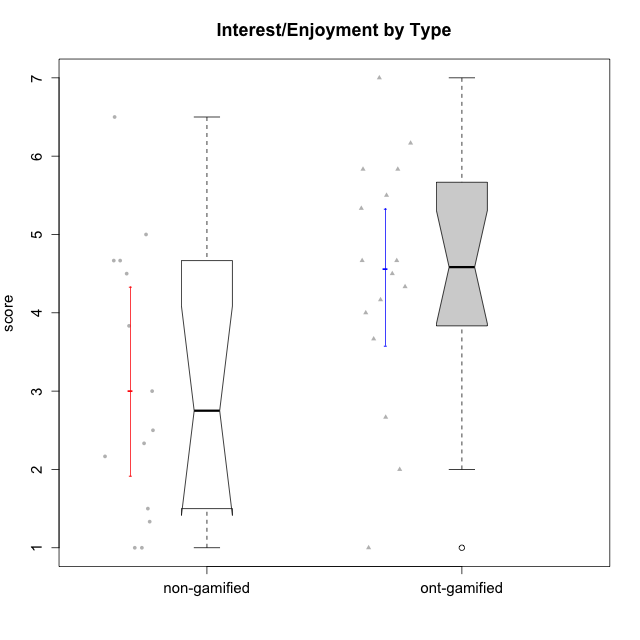 Interest/Enjoyment by Type
score
7
6
5
4
3
2
1
non-gamified
ont-gamified